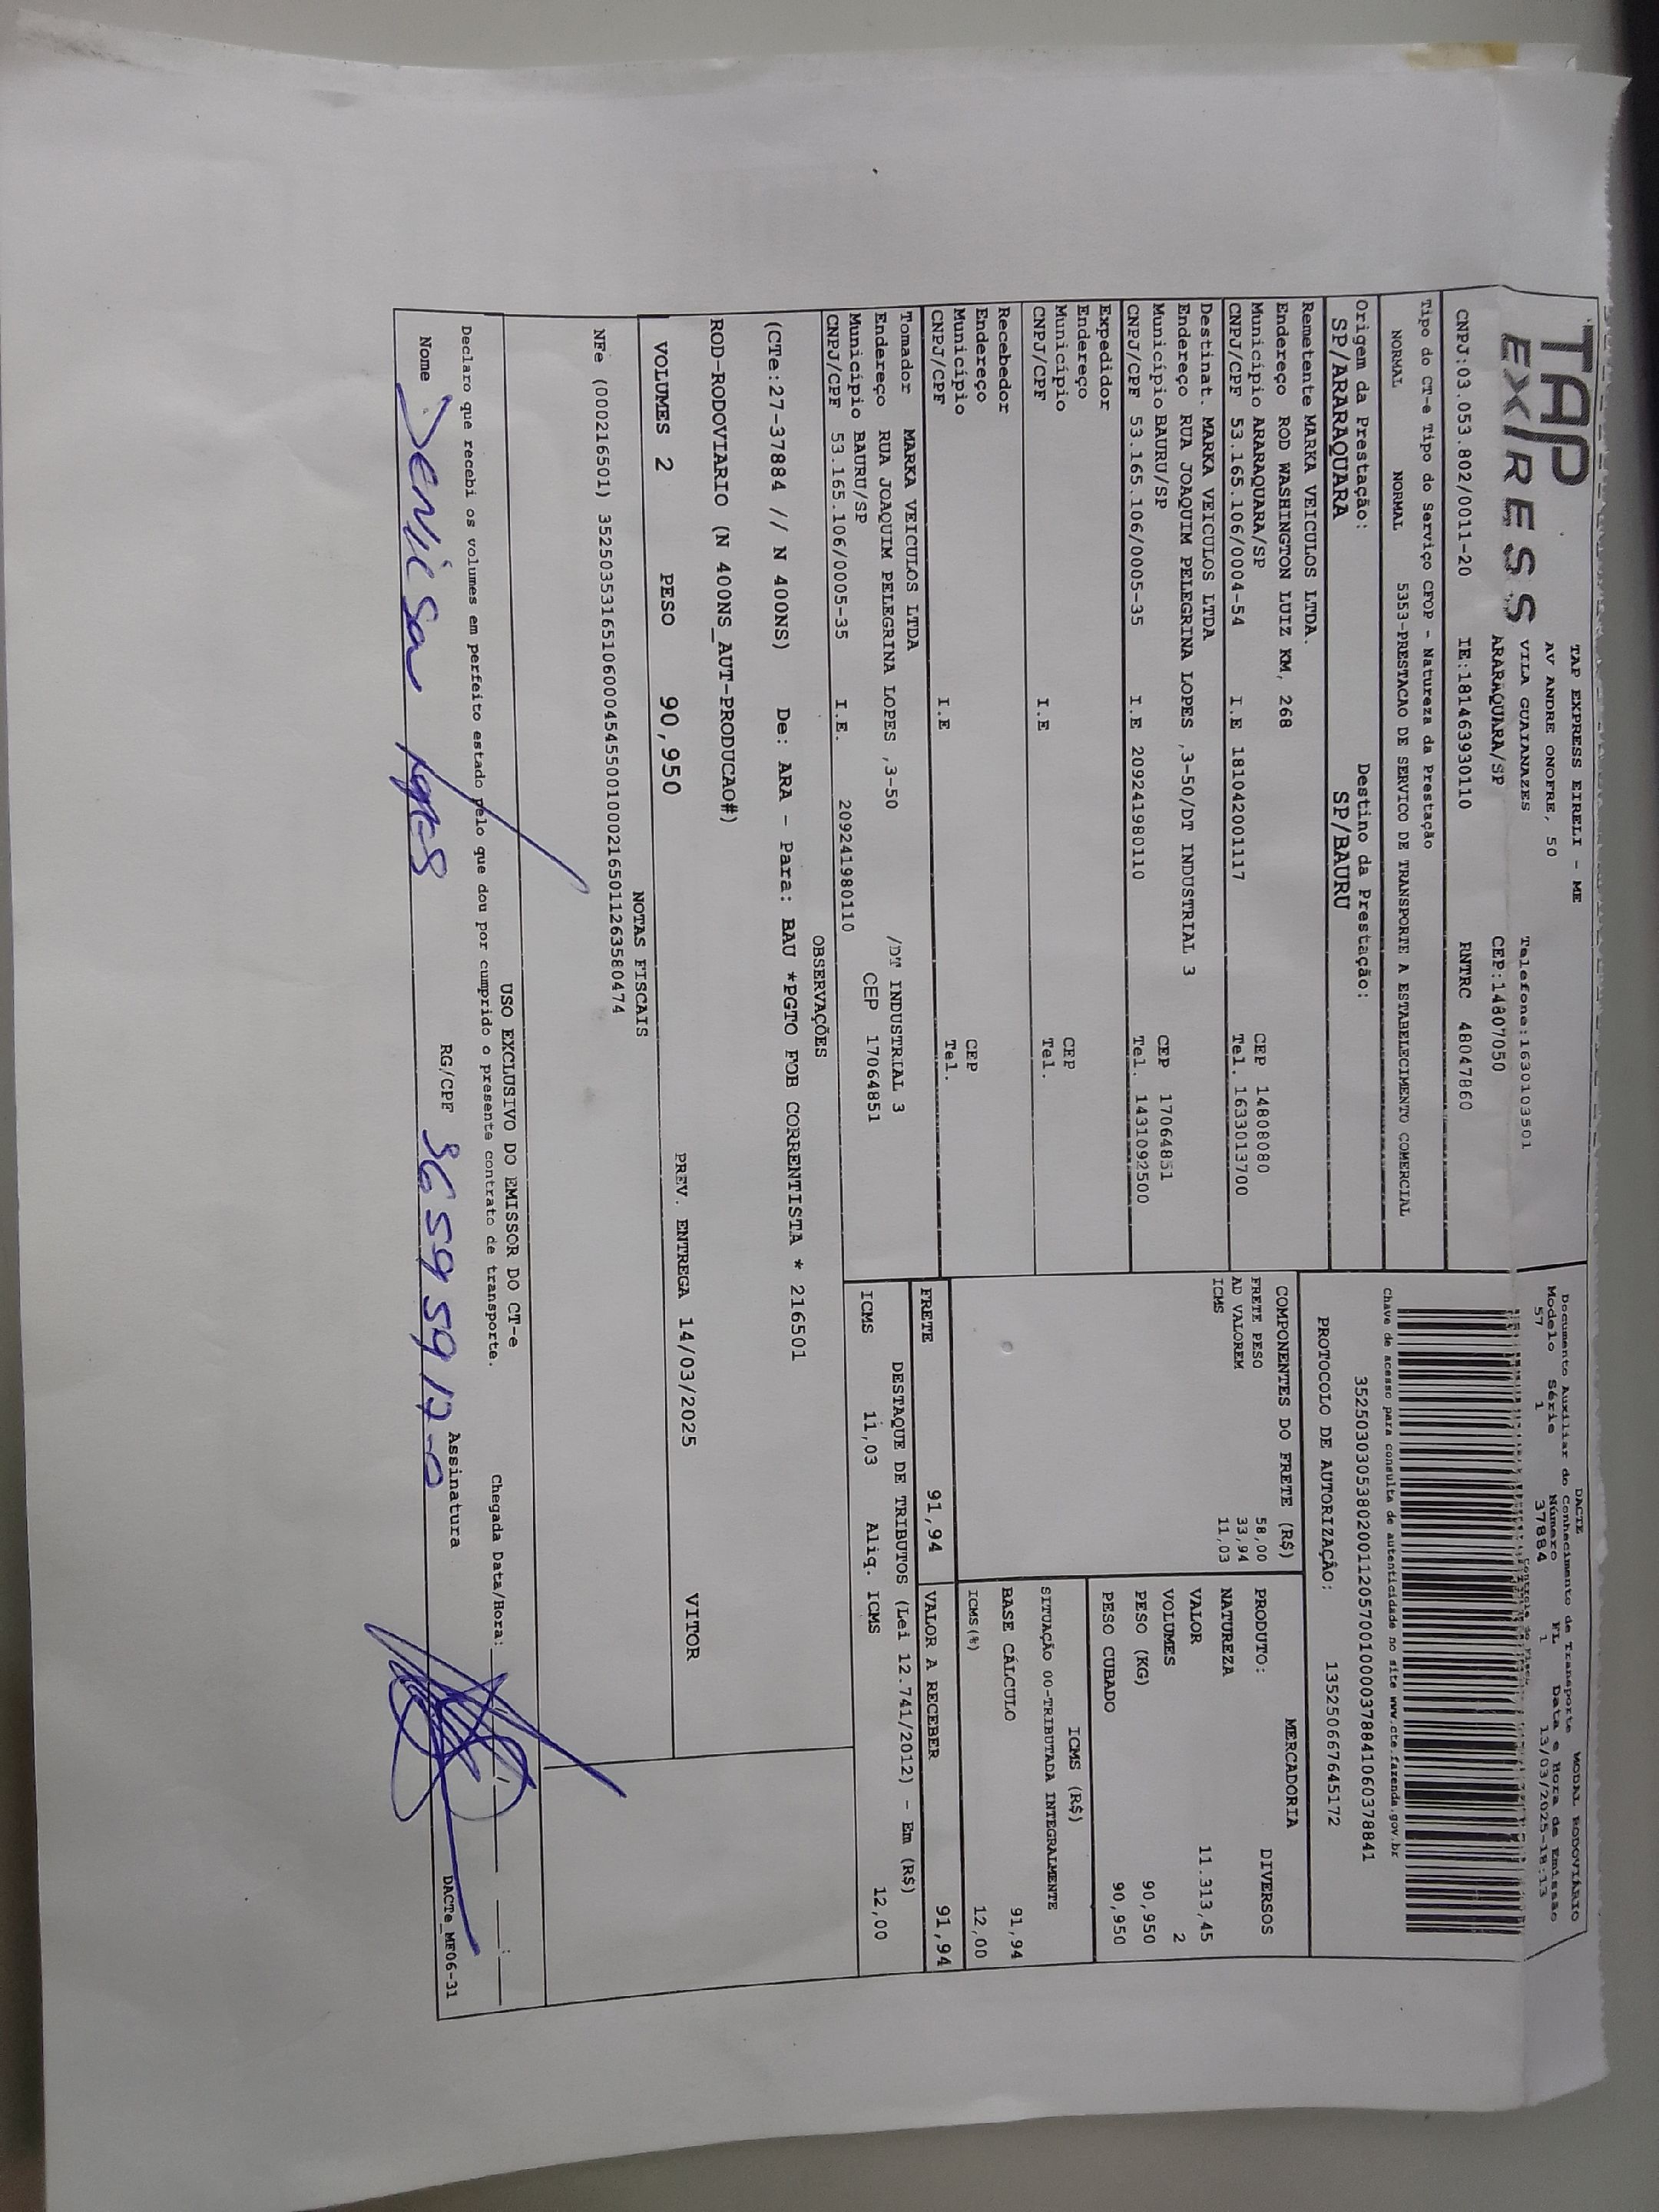 TAP
EXPRESS
TAP EXPRESS EIRELI - ME
AV ANDRE ONOFRE, 50
VILA GUAIANAZES Telefone:1630103501
ARARAQUARA/SP CEP:14807050
CNPJ:03.053.802/0011-20 IE:181463930110 RNTRC 48047860
DACTE MODAL RODOVIÁRIO
Documento Auxiliar do Conhecimento de Transporte
Modelo Série Número FL Data e Hora de Emissão
57 1 37884 1 13/03/2025-18:13
Chave de acesso para consulta de autenticidade no site www.cte.fazenda.gov.br
35250303053802001120570010000378841060378841
PROTOCOLO DE AUTORIZAÇÃO: 135250667645172
Tipo do CT-e Tipo do Serviço CFOP - Natureza da Prestação
NORMAL NORMAL 5353-PRESTACAO DE SERVICO DE TRANSPORTE A ESTABELECIMENTO COMERCIAL
Origem da Prestação: Destino da Prestação:
SP/ARARAQUARA SP/BAURU
Remetente MARKA VEICULOS LTDA.
Endereço ROD WASHINGTON LUIZ KM, 268
Município ARARAQUARA/SP CEP 14808080
CNPJ/CPF 53.165.106/0004-54 I.E 181042001117 Tel. 1633013700
Destinat. MARKA VEICULOS LTDA
Endereço RUA JOAQUIM PELEGRINA LOPES ,3-50/DT INDUSTRIAL 3
Município BAURU/SP CEP 17064851
CNPJ/CPF 53.165.106/0005-35 I.E 209241980110 Tel. 1431092500
Expedidor
Endereço
Município CEP
CNPJ/CPF I.E Tel.
Recebedor
Endereço
Município CEP
CNPJ/CPF I.E Tel.
Tomador MARKA VEICULOS LTDA
Endereço RUA JOAQUIM PELEGRINA LOPES ,3-50 /DT INDUSTRIAL 3
Município BAURU/SP CEP 17064851
CNPJ/CPF 53.165.106/0005-35 I.E. 209241980110
COMPONENTES DO FRETE (R$)
FRETE PESO 58,00
AD VALOREM 33,94
ICMS 11,03
MERCADORIA
PRODUTO: DIVERSOS
NATUREZA
VALOR 11.313,45
VOLUMES 2
PESO (KG) 90,950
PESO CUBADO 90,950
ICMS (R$)
SITUAÇÃO 00-TRIBUTADA INTEGRALMENTE
BASE CÁLCULO 91,94
ICMS(%) 12,00
FRETE 91,94 VALOR A RECEBER 91,94
DESTAQUE DE TRIBUTOS (Lei 12.741/2012) - Em (R$)
ICMS 11,03 Aliq. ICMS 12,00
OBSERVAÇÕES
(CTe:27-37884 // N 400NS) De: ARA - Para: BAU *PGTO FOB CORRENTISTA * 216501
ROD-RODOVIARIO (N 400NS_AUT-PRODUCAO#)
VOLUMES 2 PESO 90,950 PREV. ENTREGA 14/03/2025 VITOR
NOTAS FISCAIS
NFe (000216501) 35250353165106000454550010002165011263580474
USO EXCLUSIVO DO EMISSOR DO CT-e
Declaro que recebi os volumes em perfeito estado pelo que dou por cumprido o presente contrato de transporte. Chegada Data/Hora:
Nome Denisa RG/CPF 36 59 59 17-0 Assinatura
DACTe_MF06-31